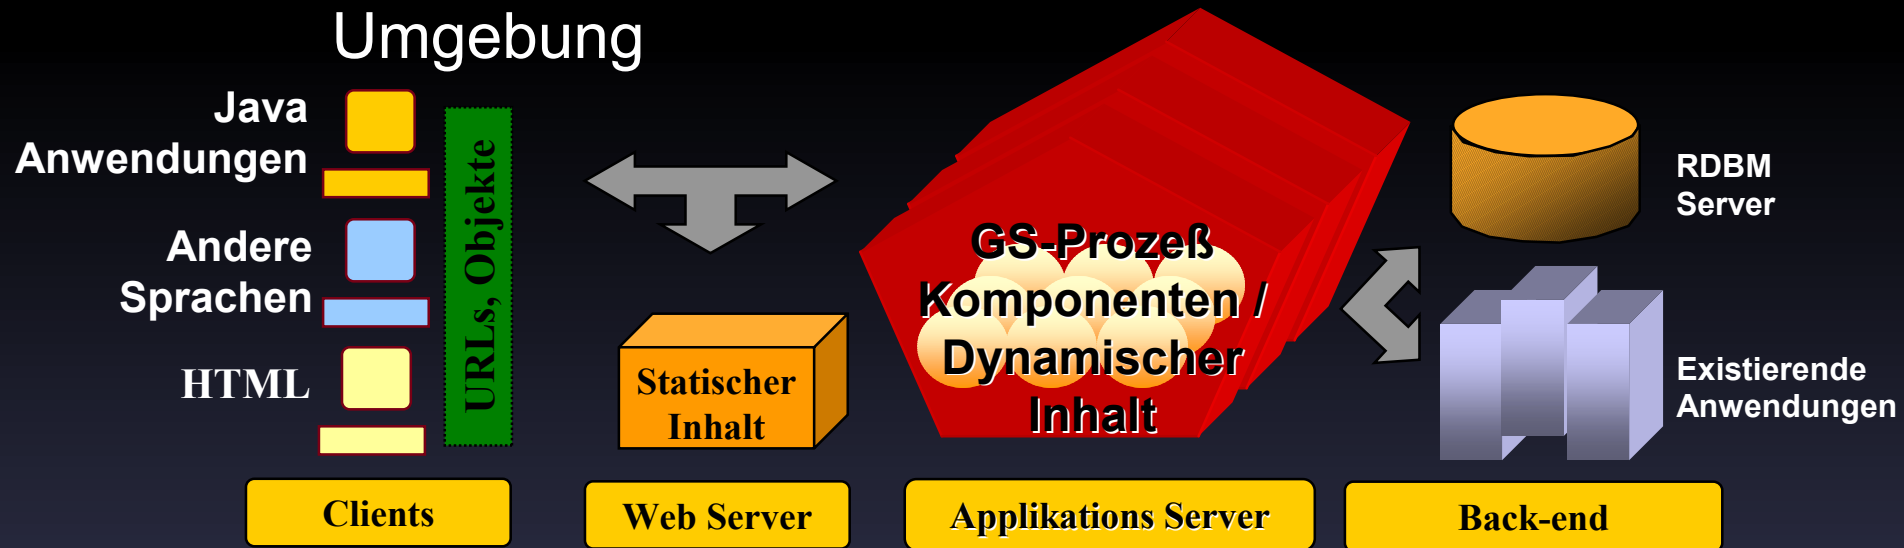 Umgebung
Java
Anwendungen
Andere
Sprachen
HTML
URLs, Objekte
Statischer
Inhalt
GS-Prozeß
Komponenten /
Dynamischer
Inhalt
RDBM
Server
Existierende
Anwendungen
Clients
Web Server
Applikations Server
Back-end